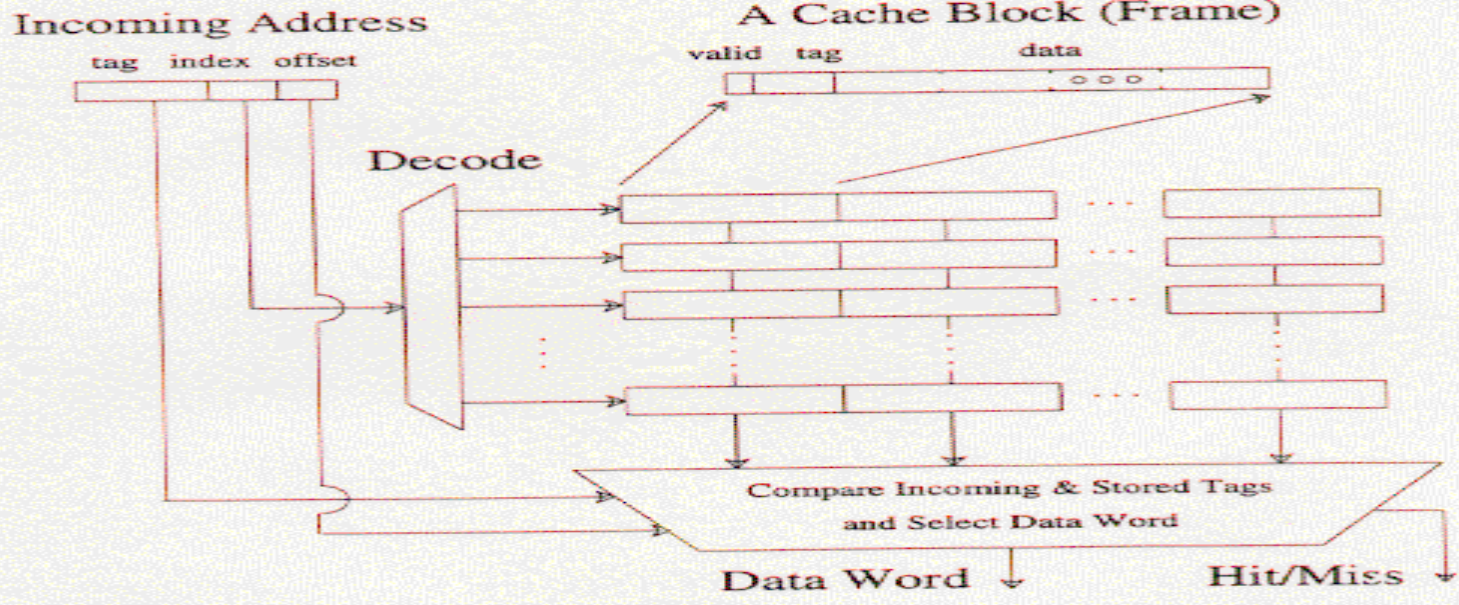 Incoming Address
tag index offset
A Cache Block (Frame)
valid tag data
Decode
Compare Incoming & Stored Tags
and Select Data Word
Data Word
Hit/Miss